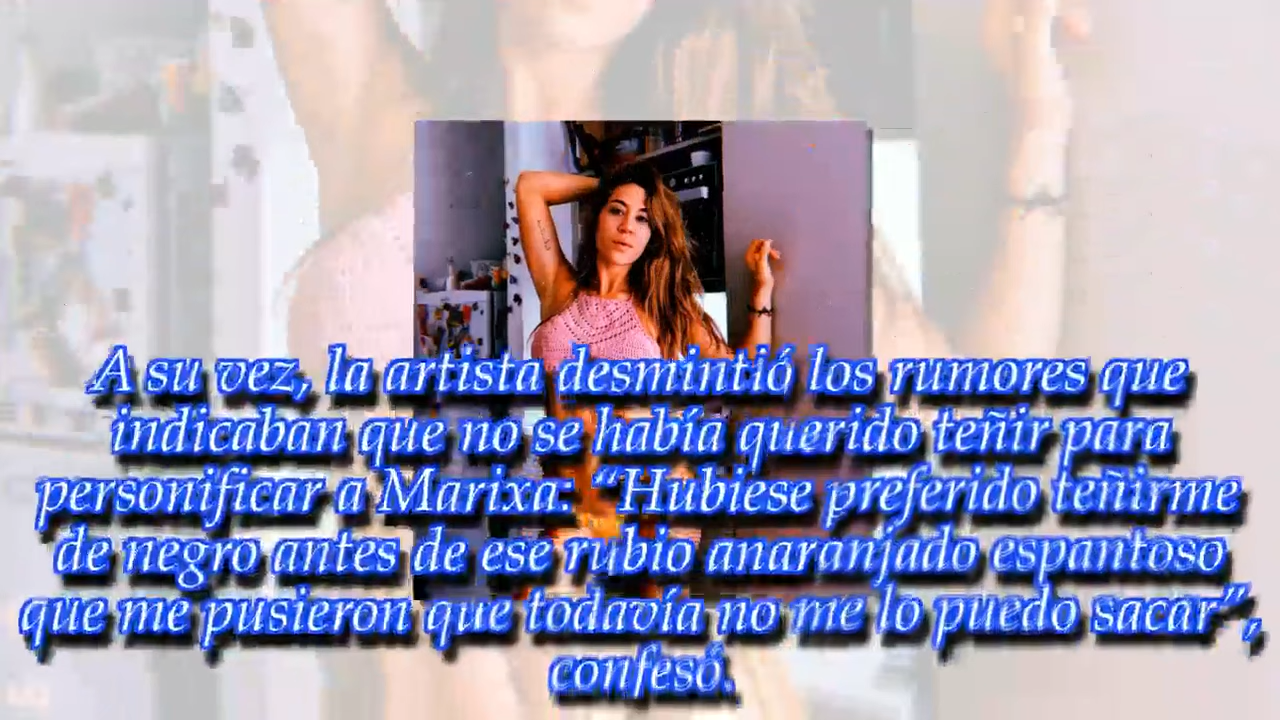 A su vez, la artista desmintió los rumores que
indicaban que no se había querido teñir para
personificar a Marixa: “Hubiese preferido teñirme
de negro antes de ese rubio anaranjado espantoso
que me pusieron que todavía no me lo puedo sacar”,
confesó.